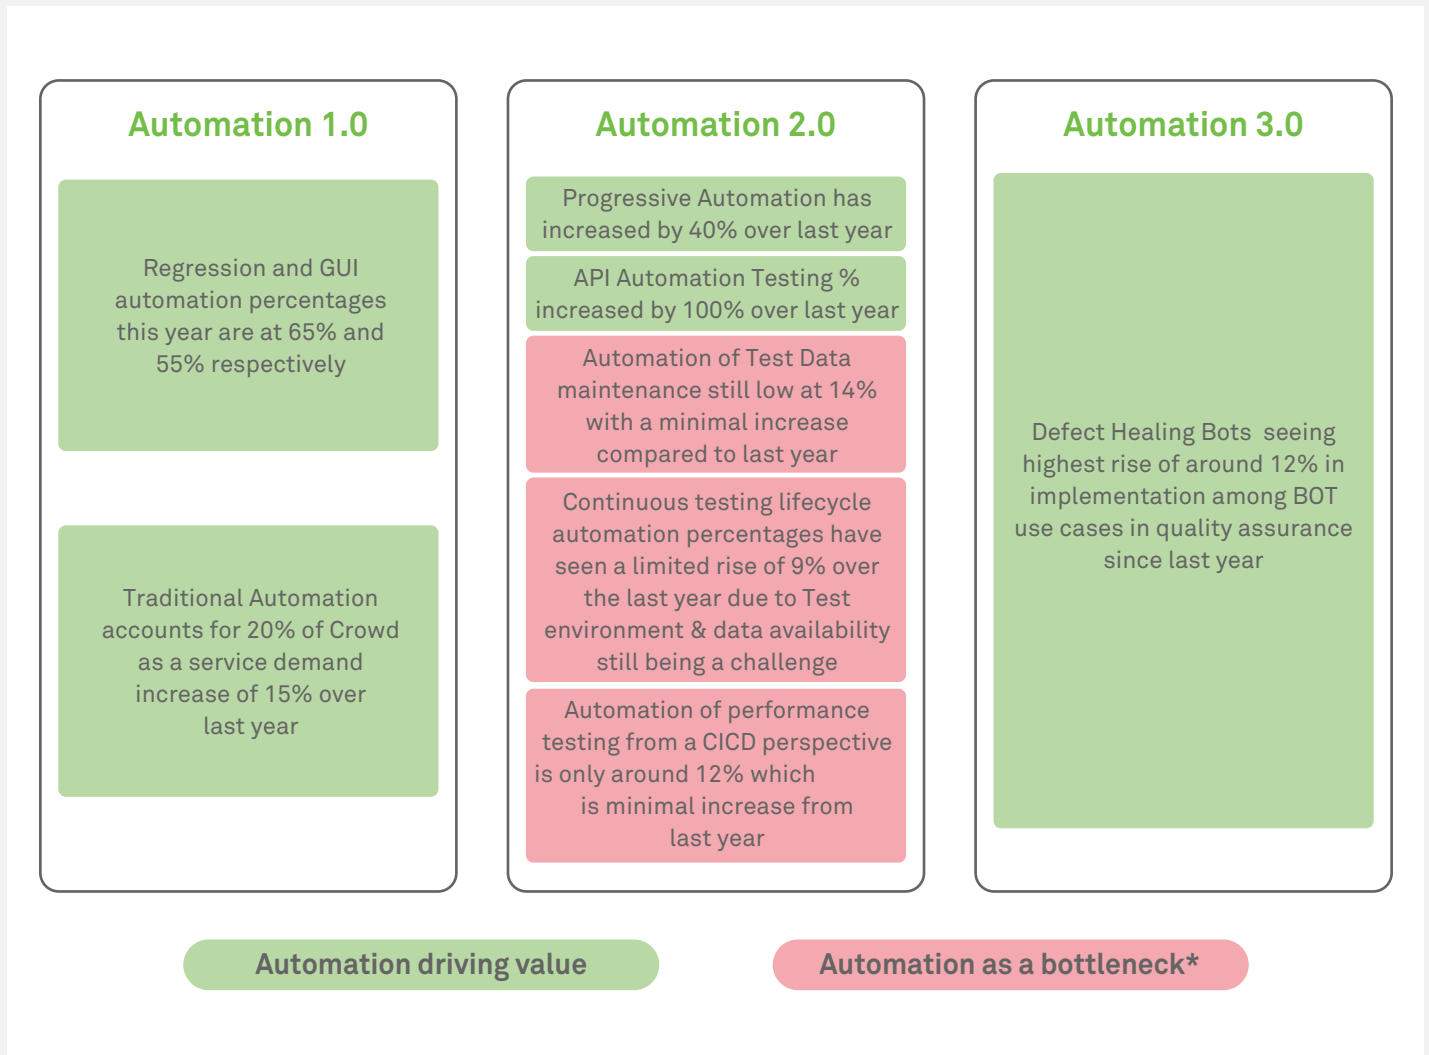 Automation 1.0
Regression and GUI
automation percentages
this year are at 65% and
55% respectively
Traditional Automation
accounts for 20% of Crowd
as a service demand
increase of 15% over
last year
Automation 2.0
Progressive Automation has
increased by 40% over last year
API Automation Testing %
increased by 100% over last year
Automation of Test Data
maintenance still low at 14%
with a minimal increase
compared to last year
Continuous testing lifecycle
automation percentages have
seen a limited rise of 9% over
the last year due to Test
environment & data availability
still being a challenge
Automation of performance
testing from a CICD perspective
is only around 12% which
is minimal increase from
last year
Automation 3.0
Defect Healing Bots seeing
highest rise of around 12% in
implementation among BOT
use cases in quality assurance
since last year
Automation driving value
Automation as a bottleneck*